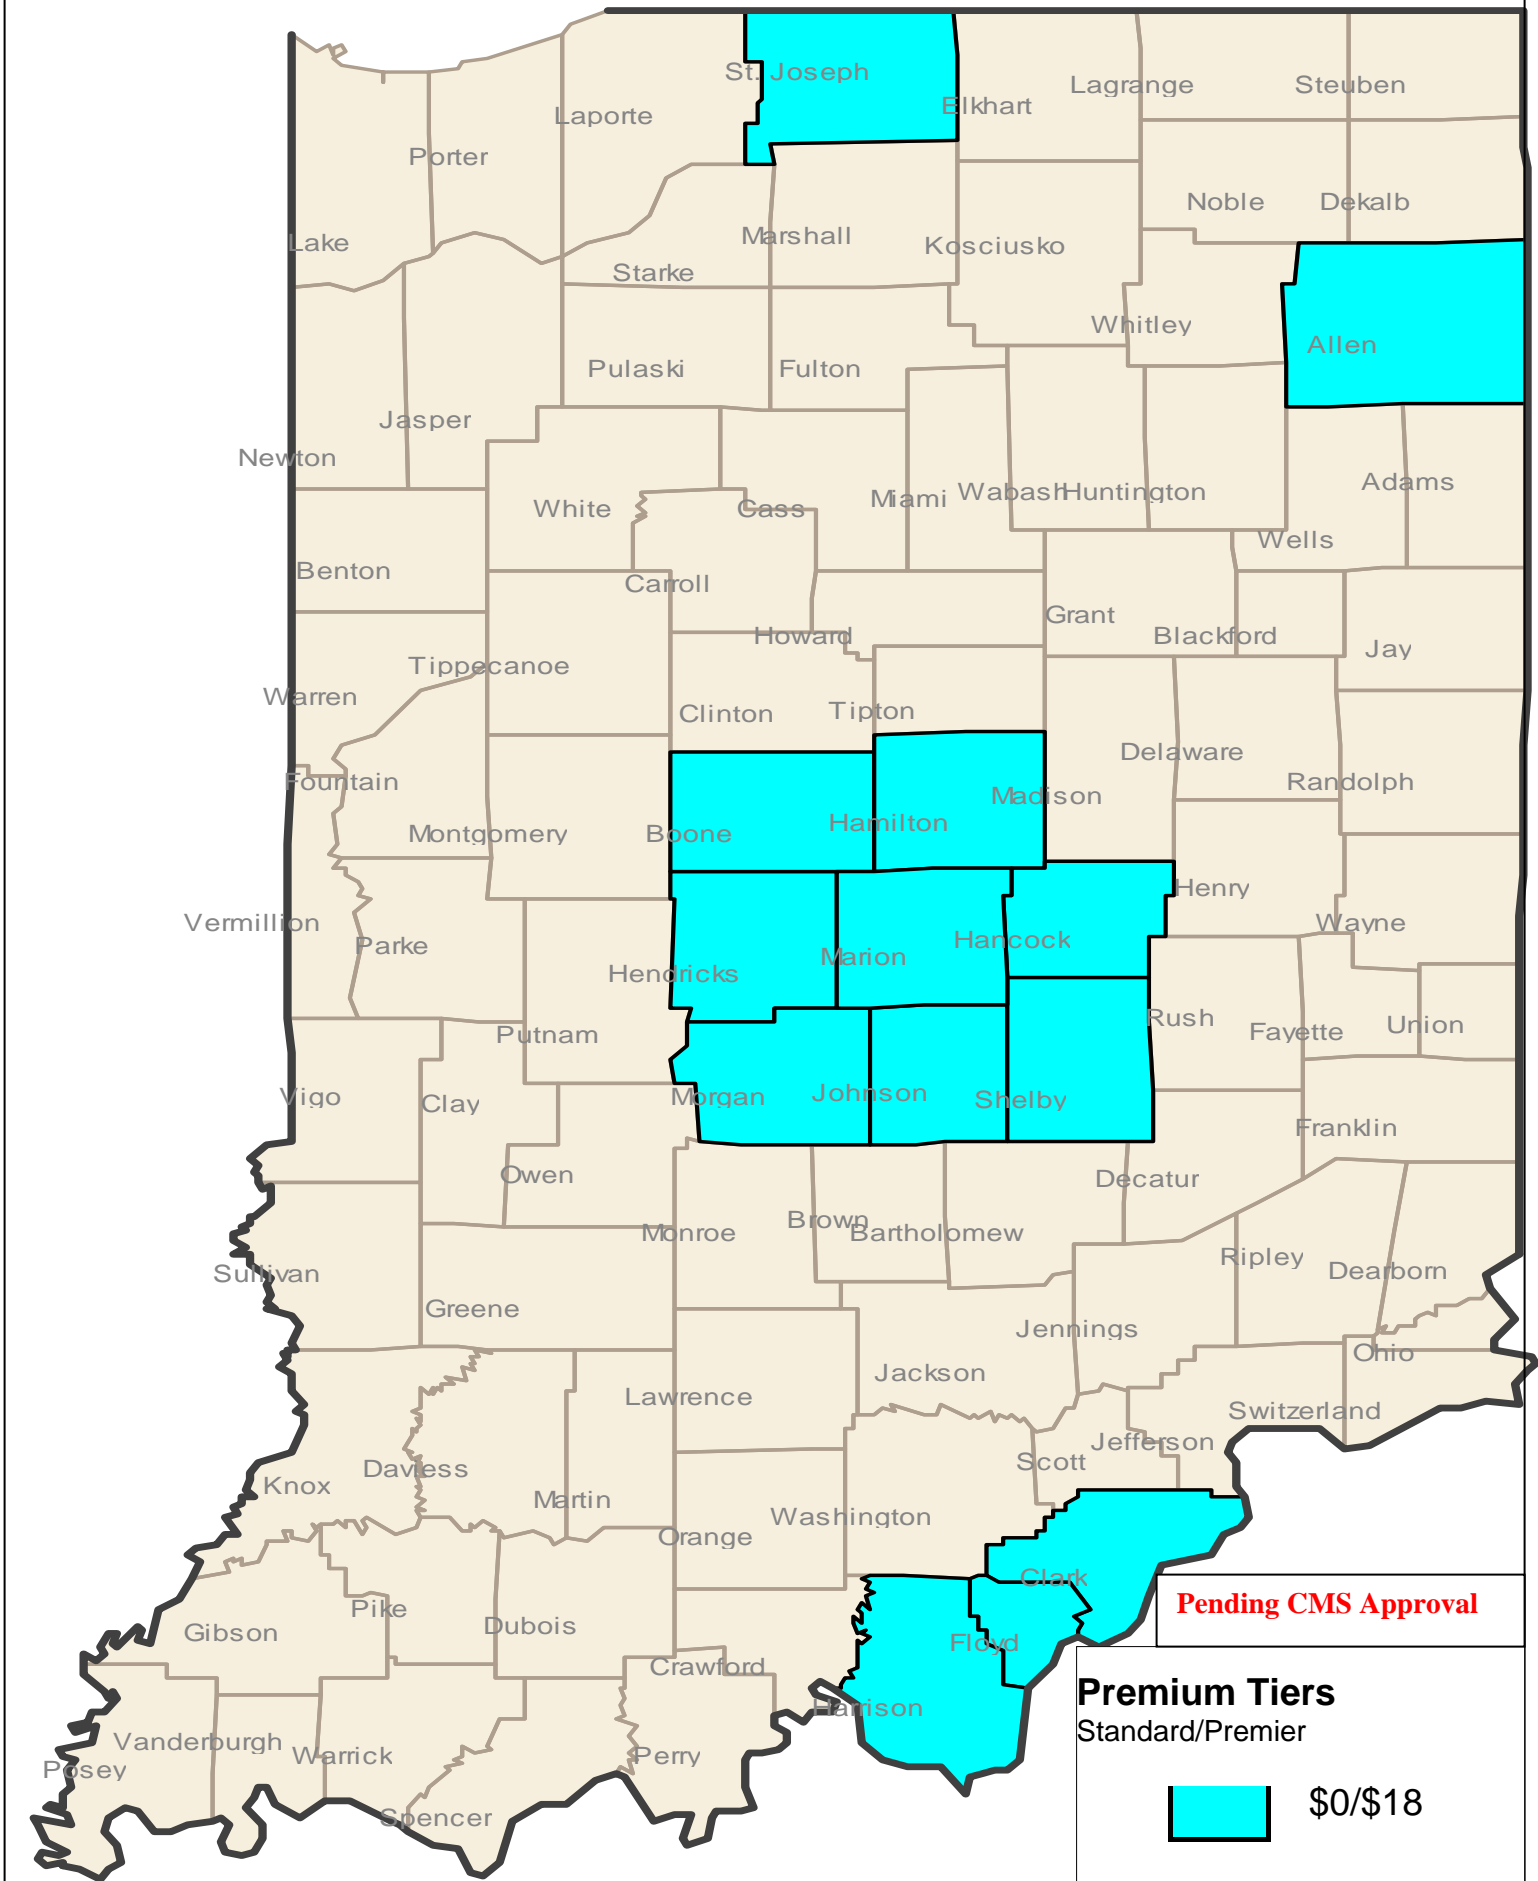 St. Joseph
Lagrange
Steuben
Elkhart
Laporte
Porter
Noble
Dekalb
Lake
Marshall
Kosciusko
Starke
Whitley
Allen
Pulaski
Fulton
Jasper
Newton
Adams
Wabash
Huntington
Miami
White
Cass
Wells
Benton
Carroll
Grant
Blackford
Howard
Jay
Tippecanoe
Warren
Clinton
Tipton
Delaware
Fountain
Randolph
Madison
Hamilton
Montgomery
Boone
Henry
Vermillion
Wayne
Parke
Hancock
Marion
Hendricks
Rush
Union
Fayette
Putnam
Vigo
Clay
Morgan
Johnson
Shelby
Franklin
Owen
Decatur
Brown
Monroe
Bartholomew
Ripley
Dearborn
Sullivan
Greene
Jennings
Ohio
Jackson
Lawrence
Switzerland
Jefferson
Scott
Daviess
Knox
Martin
Washington
Orange
Clark
Pending CMS Approval
Pike
Gibson
Dubois
Floyd
Crawford
Harrison
Premium Tiers
Standard/Premier
Vanderburgh
Warrick
Perry
Posey
Spencer
$0/$18